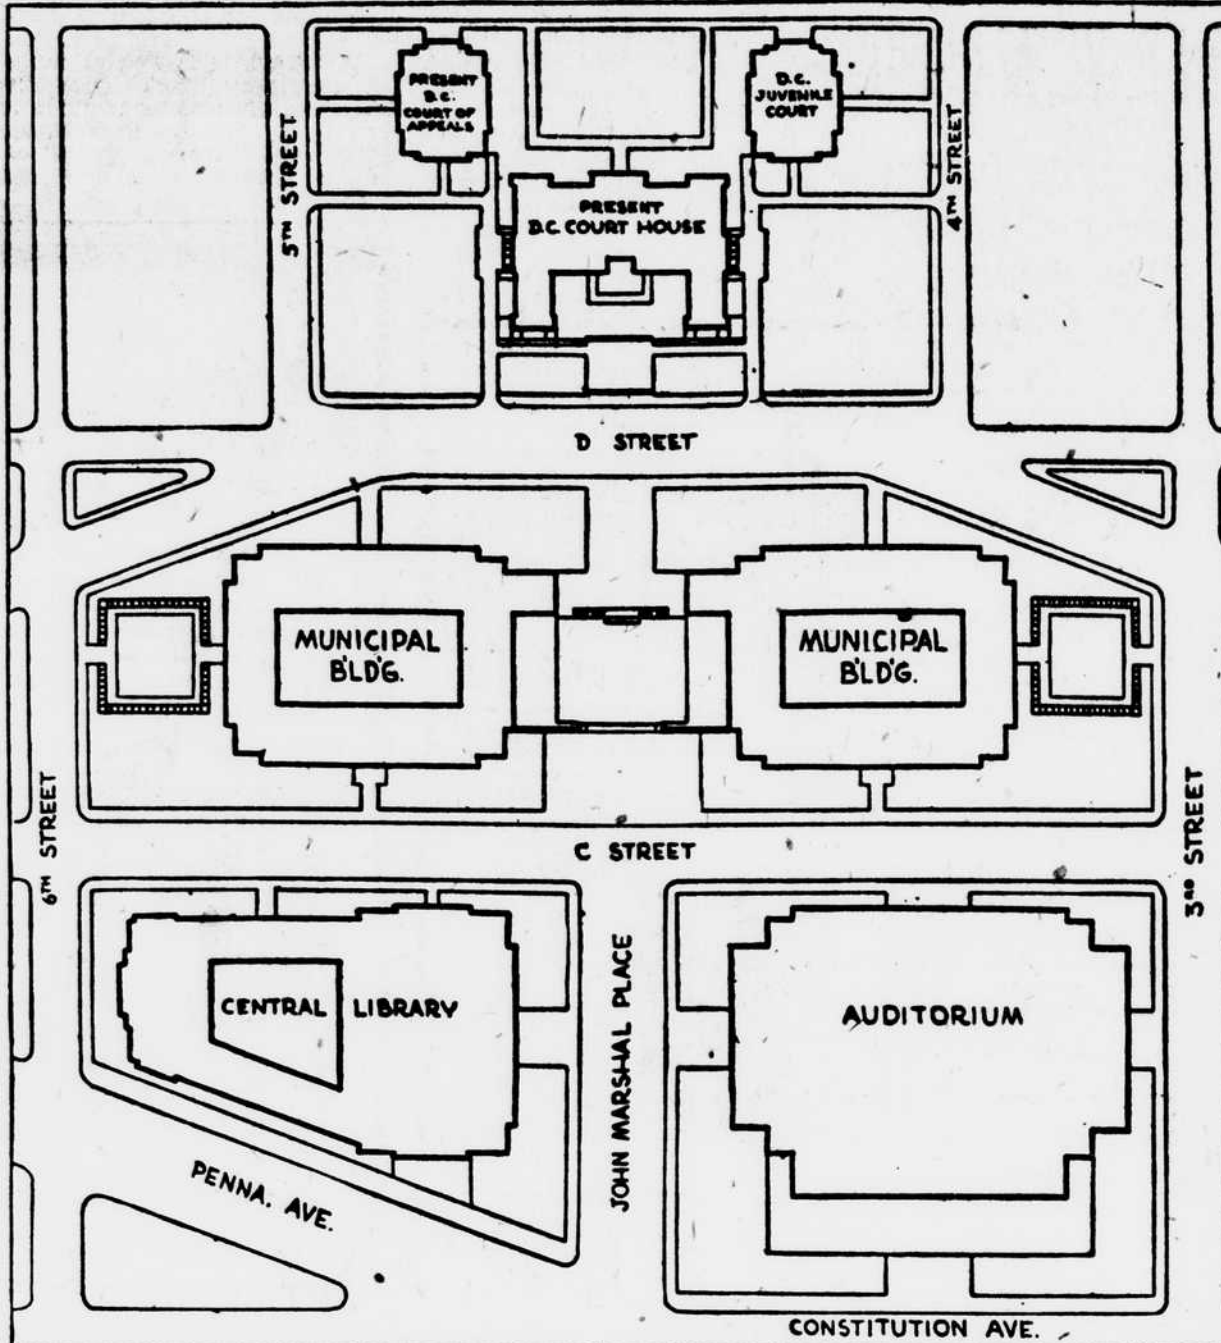 PRESENT
D.C.
COURT OF
APPEALS
D.C.
JUVENILE
COURT
5TH STREET
4TH STREET
PRESENT
D.C. COURT HOUSE
D STREET
MUNICIPAL
B'LD'G.
MUNICIPAL
B'LD'G.
6TH STREET
3RD STREET
C STREET
CENTRAL LIBRARY
JOHN MARSHAL PLACE
AUDITORIUM
PENNA. AVE.
CONSTITUTION AVE.